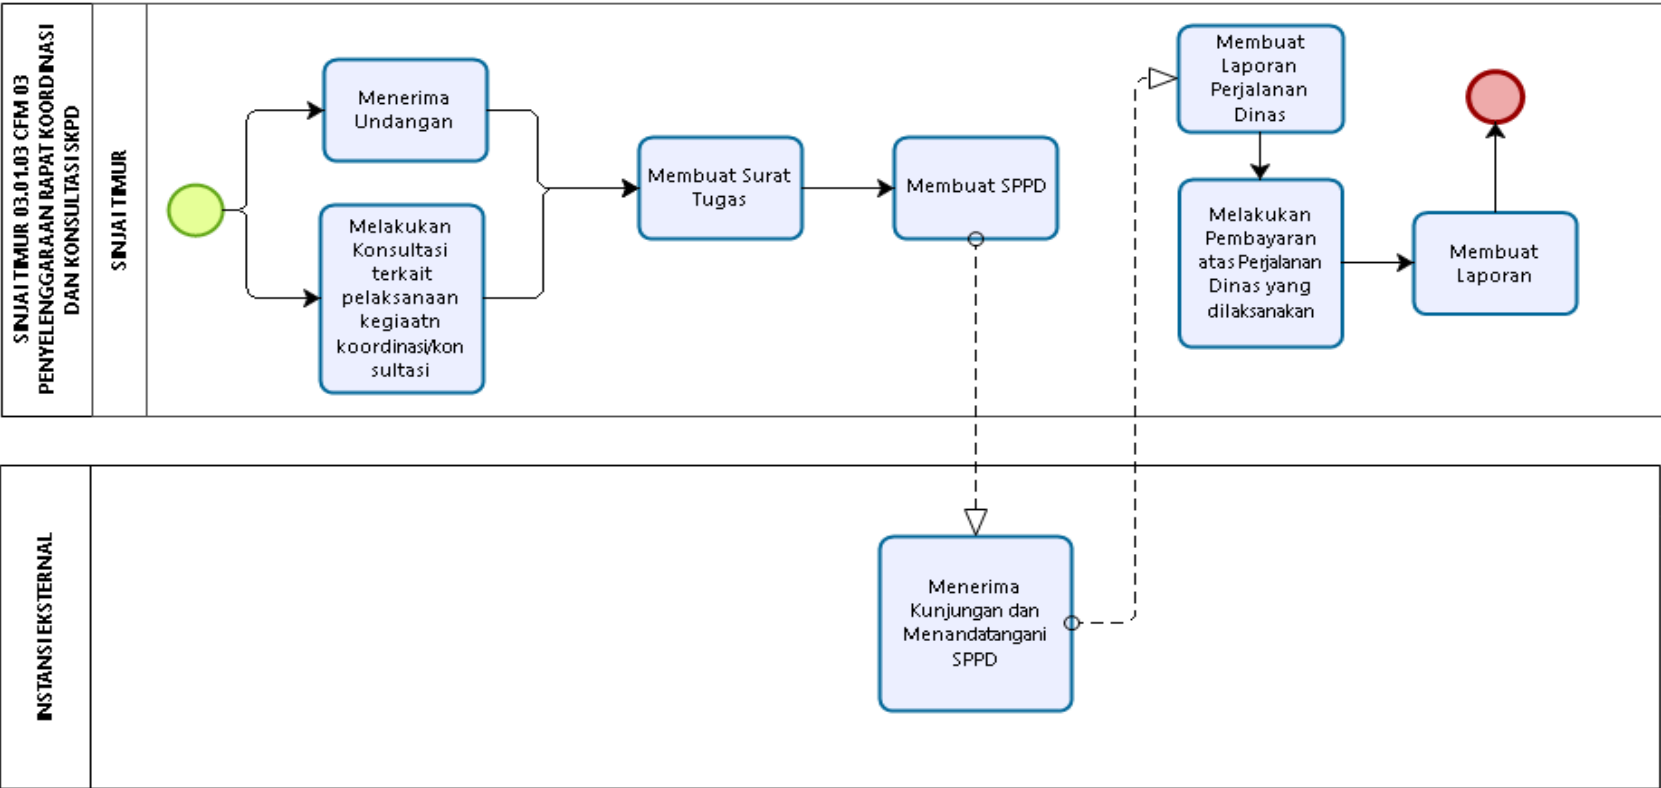 SINJAI TIMUR 03.01.03 CFM 03
PENYELENGGARAAN RAPAT KOORDINASI
DAN KONSULTASI SKPD
SINJAI TIMUR
Menerima
Undangan
Melakukan
Konsultasi
terkait
pelaksanaan
kegiaatn
koordinasi/kon
sultasi
Membuat Surat
Tugas
Membuat SPPD
Membuat
Laporan
Perjalanan
Dinas
Melakukan
Pembayaran
atas Perjalanan
Dinas yang
dilaksanakan
Membuat
Laporan
INSTANSI EKSTERNAL
Menerima
Kunjungan dan
Menandatangani
SPPD